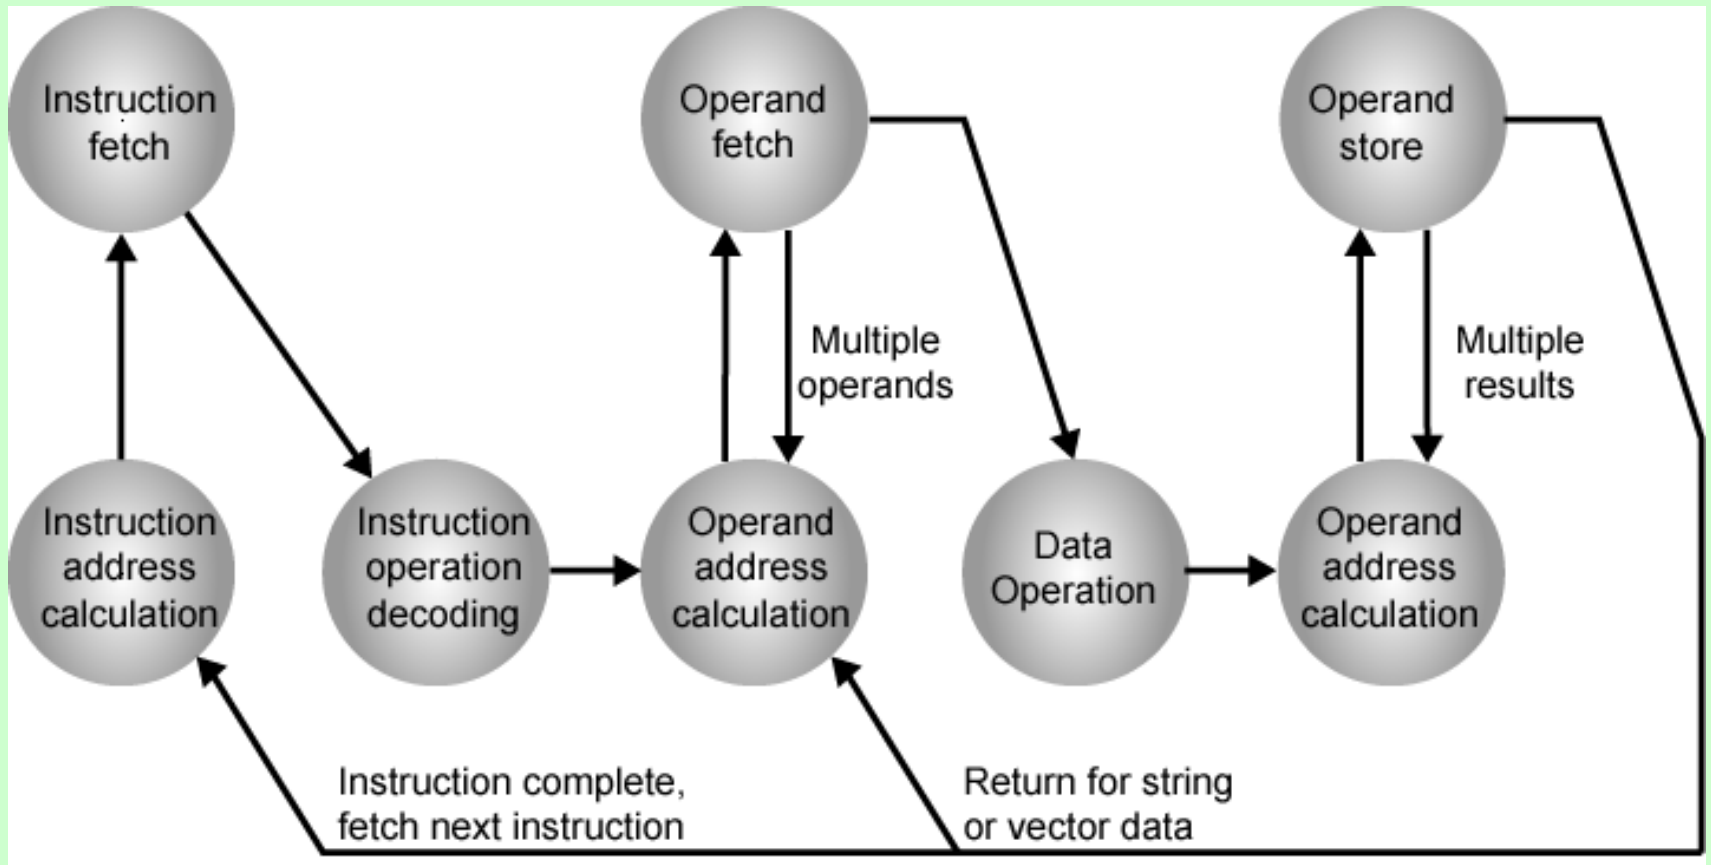 Instruction
fetch
Operand
fetch
Operand
store
Multiple
operands
Multiple
results
Instruction
address
calculation
Instruction
operation
decoding
Operand
address
calculation
Data
Operation
Operand
address
calculation
Instruction complete,
fetch next instruction
Return for string
or vector data